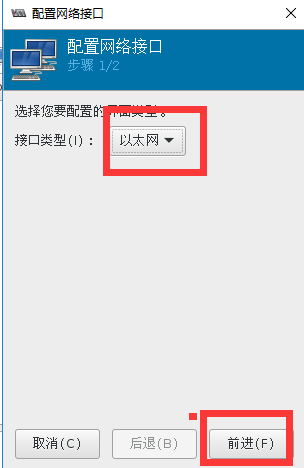 配置网络接口
配置网络接口
步骤 1/2
选择您要配置的界面类型。
接口类型(I)： 以太网
取消(C) 后退(B) 前进(F)